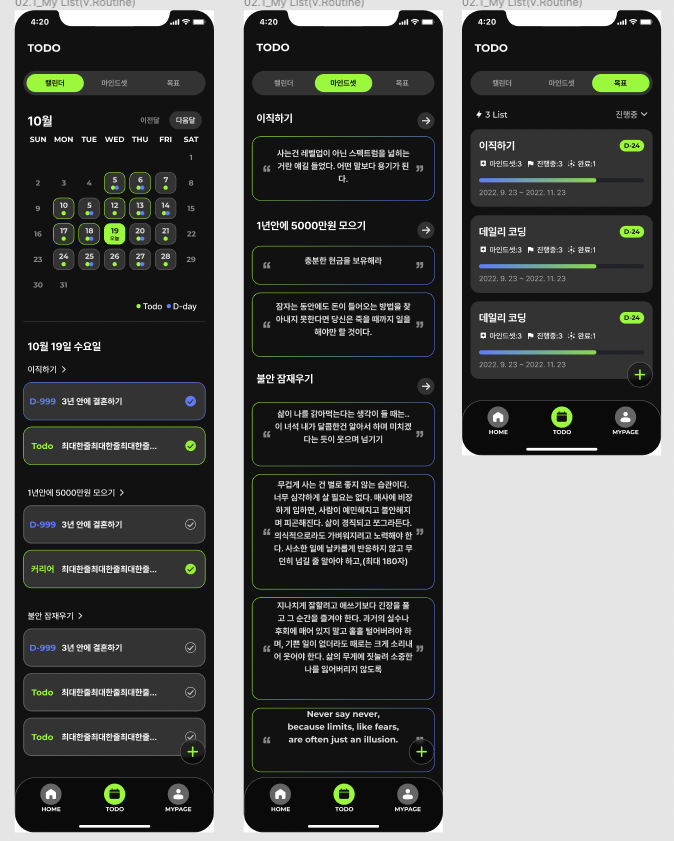 02.1_My List(V.Routine)
4:20
TODO
캘린더 마인드셋 목표
10월 이전달 다음달
SUN MON TUE WED THU FRI SAT
1
2 3 4 5 6 7 8
9 10 5 12 13 14 15
16 17 18 19 20 21 22
오늘
23 24 25 26 27 28 29
30 31
Todo D-day
10월 19일 수요일
이직하기 >
D-999 3년 안에 결혼하기
Todo 최대한줄최대한줄최대한줄...
1년안에 5000만원 모으기 >
D-999 3년 안에 결혼하기
커리어 최대한줄최대한줄최대한줄...
불안 잠재우기 >
D-999 3년 안에 결혼하기
Todo 최대한줄최대한줄최대한줄...
Todo 최대한줄최대한줄최대한줄...
+
HOME TODO MYPAGE
02.1_My List(V.Routine)
4:20
TODO
캘린더 마인드셋 목표
이직하기 →
“ 사는건 레벨업이 아닌 스펙트럼을 넓히는
거란 얘길 들었다. 어떤 말보다 용기가 된
다. ”
1년안에 5000만원 모으기 →
“ 충분한 현금을 보유해라 ”
“ 잠자는 동안에도 돈이 들어오는 방법을 찾
아내지 못한다면 당신은 죽을 때까지 일을
해야만 할 것이다. ”
불안 잠재우기 →
“ 삶이 나를 갉아먹는다는 생각이 들 때는..
이 녀석 내가 달콤한건 알아서 하며 미치겠
다는 듯이 웃으며 넘기기 ”
“ 무겁게 사는 건 별로 좋지 않는 습관이다.
너무 심각하게 살 필요는 없다. 매사에 비장
하게 임하면, 사람이 예민해지고 불안해지
며 피곤해진다. 삶이 경직되고 쪼그라든다.
의식적으로라도 가벼워지려고 노력해야 한
다. 사소한 일에 날카롭게 반응하지 않고 무
던히 넘길 줄 알아야 하고,(최대 180자) ”
“ 지나치게 잘할려고 애쓰기보다 긴장을 풀
고 그 순간을 즐겨야 한다. 과거의 실수나
후회에 매어 있지 말고 훌훌 털어버려야 하
며, 기쁜 일이 없더라도 때로는 크게 소리내
어 웃어야 한다. 삶의 무게에 짓눌려 소중한
나를 잃어버리지 않도록 ”
“ Never say never,
because limits, like fears,
are often just an illusion. ”
+
HOME TODO MYPAGE
02.1_My List(V.Routine)
4:20
TODO
캘린더 마인드셋 목표
3 List 진행중
이직하기 D-24
마인드셋:3 진행중:3 완료:1
2022. 9. 23 ~ 2022. 11. 23
데일리 코딩 D-24
마인드셋:3 진행중:3 완료:1
2022. 9. 23 ~ 2022. 11. 23
데일리 코딩 D-24
마인드셋:3 진행중:3 완료:1
2022. 9. 23 ~ 2022. 11. 23
+
HOME TODO MYPAGE